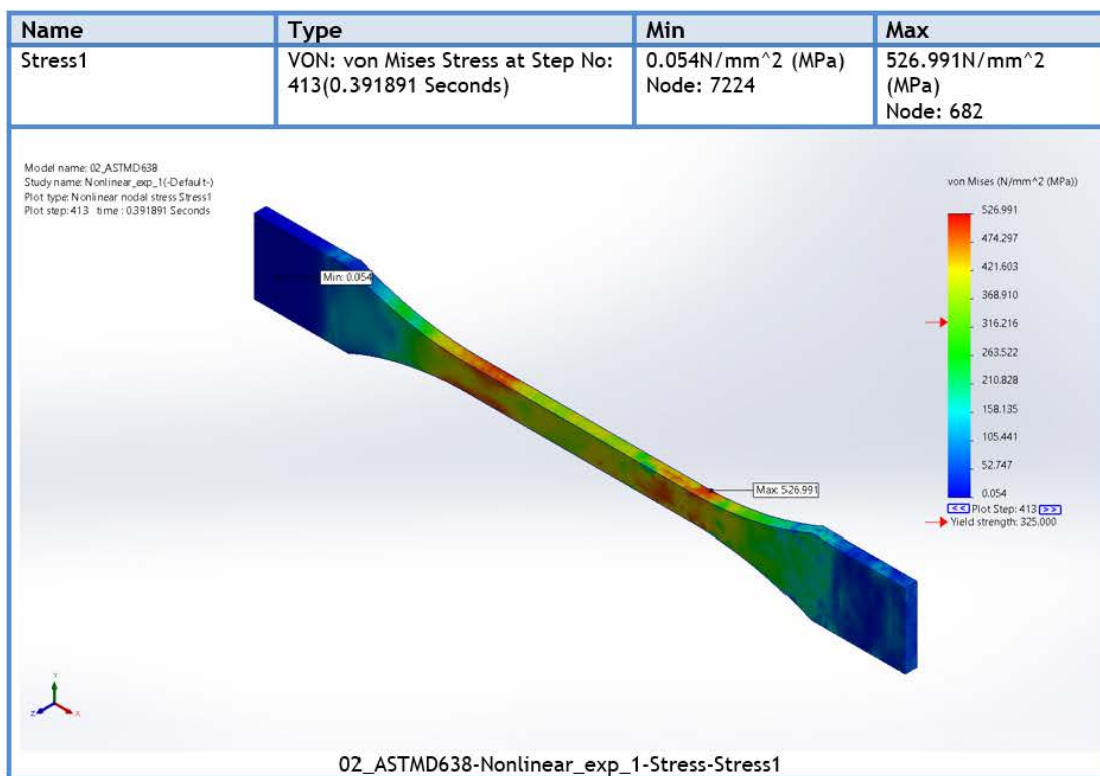 Name Type Min Max
Stress1 VON: von Mises Stress at Step No: 0.054N/mm^2 (MPa) 526.991N/mm^2
413(0.391891 Seconds) Node: 7224 (MPa)
Node: 682
Model name: 02_ASTMD638
Study name: Nonlinear_exp_1(-Default-)
Plot type: Nonlinear nodal stress Stress1
Plot step: 413 time : 0.391891 Seconds
von Mises (N/mm^2 (MPa))
526.991
474.297
421.603
368.910
316.216
263.522
210.828
158.135
105.441
52.747
0.054
<< Plot Step: 413 >>
Yield strength: 325.000
Min: 0.054
Max: 526.991
Y
Z X
02_ASTMD638-Nonlinear_exp_1-Stress-Stress1